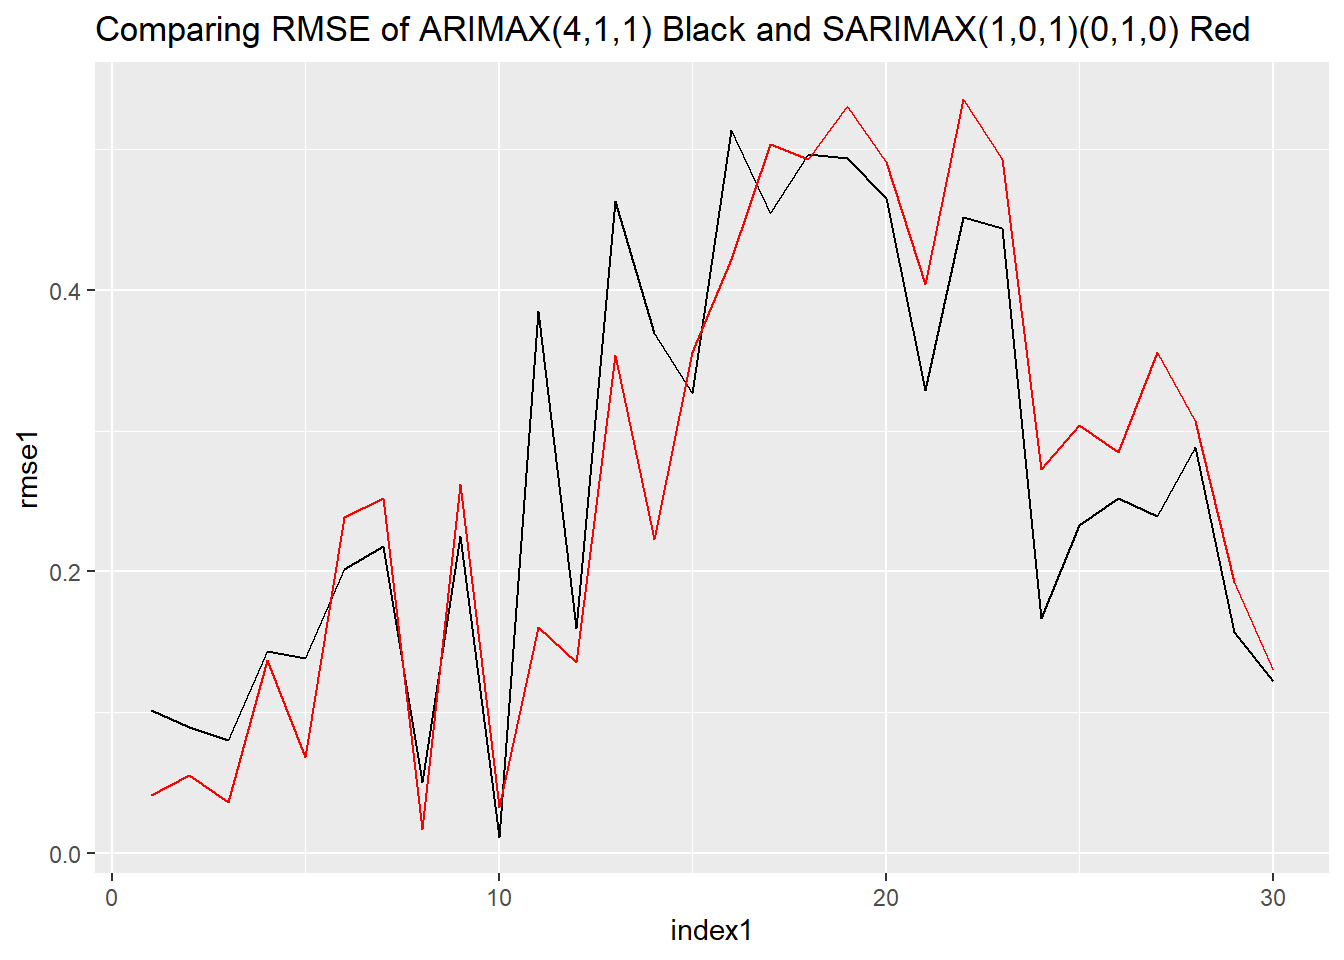 Comparing RMSE of ARIMAX(4,1,1) Black and SARIMAX(1,0,1)(0,1,0) Red
rmse1
0.4
0.2
0.0
0 10 20 30
index1